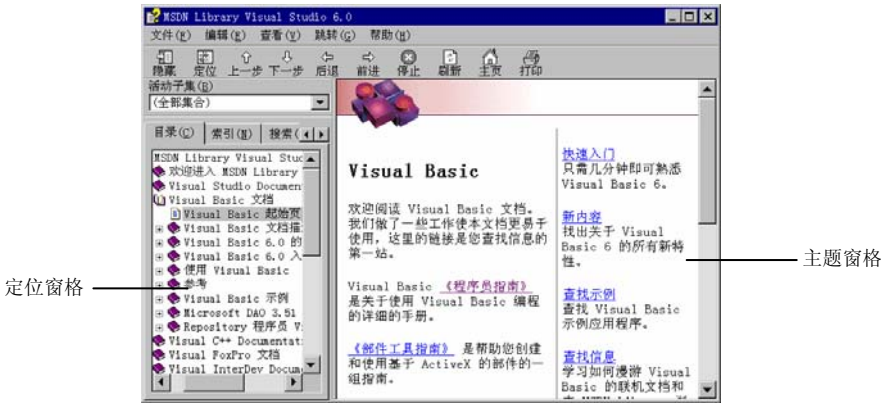 MSDN Library Visual Studio 6.0
文件(F) 编辑(E) 查看(V) 跳转(G) 帮助(H)
隐藏 定位 上一步 下一步 后退 前进 停止 刷新 主页 打印
活动子集(B)
(全部集合)
目录(C) 索引(N) 搜索(
MSDN Library Visual Stuc
欢迎进入 MSDN Library
Visual Studio Documen
Visual Basic 文档
Visual Basic 起始页
Visual Basic 文档描
Visual Basic 6.0 的
Visual Basic 6.0 入
使用 Visual Basic
参考
Visual Basic 示例
Microsoft DAO 3.51
Repository 程序员 V
Visual C++ Documentat
Visual FoxPro 文档
Visual InterDev Docum
定位窗格
Visual Basic
欢迎阅读 Visual Basic 文档。
我们做了一些工作使本文档更易于
使用，这里的链接是您查找信息的
第一站。
Visual Basic 《程序员指南》
是关于使用 Visual Basic 编程
的详细的手册。
《部件工具指南》 是帮助您创建
和使用基于 ActiveX 的部件的一
组指南。
快速入门
只需几分钟即可熟悉
Visual Basic 6。
新内容
找出关于 Visual
Basic 6 的所有新特
性。
查找示例
查找 Visual Basic
示例应用程序。
查找信息
学习如何漫游 Visual
Basic 的联机文档和
主题窗格